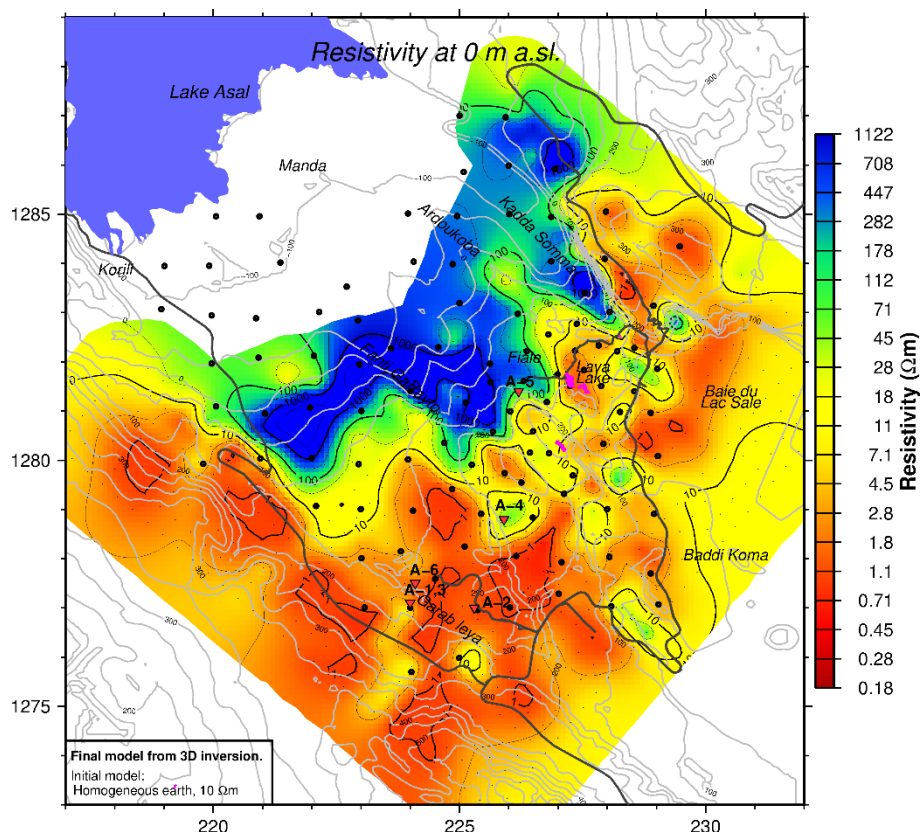 Resistivity at 0 m a.sl.
Lake Asal
Manda
Ardoukoba
Kadda Somma
Korili
Fiale
A-5
Lava
Lake
Baie du
Lac Sale
A-4
Baddi Koma
A-6
A-1,3
A-2
Garab leya
Final model from 3D inversion.
Initial model:
Homogeneous earth, 10 Ωm
1285
1280
1275
220
225
230
1122
708
447
282
178
112
71
45
28
18
11
7.1
4.5
2.8
1.8
1.1
0.71
0.45
0.28
0.18
Resistivity (Ωm)